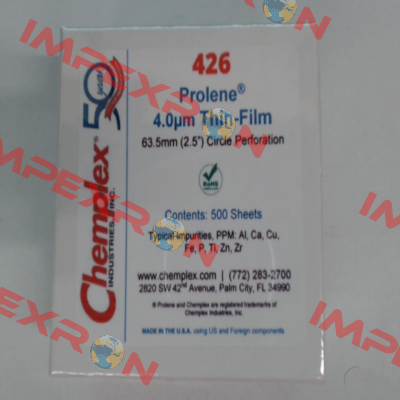 426
Prolene®
4.0µm Thin-Film
63.5mm (2.5") Circle Perforation
RoHS
Contents: 500 Sheets
Typical Impurities, PPM: Al, Ca, Cu,
Fe, P, Ti, Zn, Zr
www.chemplex.com | (772) 283-2700
2820 SW 42nd Avenue, Palm City, FL 34990
® Prolene and Chemplex are registered trademarks of
Chemplex Industries, Inc.
MADE IN THE U.S.A. using US and Foreign components
Chemplex®
INDUSTRIES, INC.
50
IMPEXRON
IMPEXRON
IMPEXRON
IMPEXRON